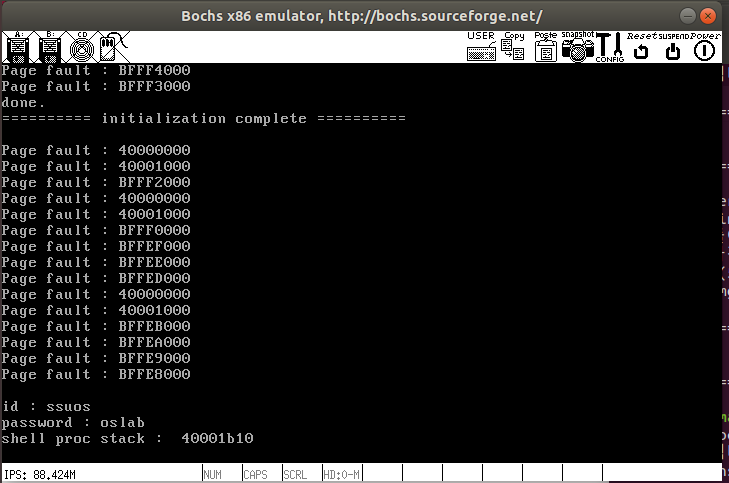 Bochs x86 emulator, http://bochs.sourceforge.net/
A: B: CD USER Copy Paste snapshot CONFIG Reset SUSPEND Power
Page fault : BFFF4000
Page fault : BFFF3000
done.
========== initialization complete ==========
Page fault : 40000000
Page fault : 40001000
Page fault : BFFF2000
Page fault : 40000000
Page fault : 40001000
Page fault : BFFF0000
Page fault : BFFEF000
Page fault : BFFEE000
Page fault : BFFED000
Page fault : 40000000
Page fault : 40001000
Page fault : BFFEB000
Page fault : BFFEA000
Page fault : BFFE9000
Page fault : BFFE8000
id : ssuos
password : oslab
shell proc stack :  40001b10
IPS: 88.424M NUM CAPS SCRL HD:0-M